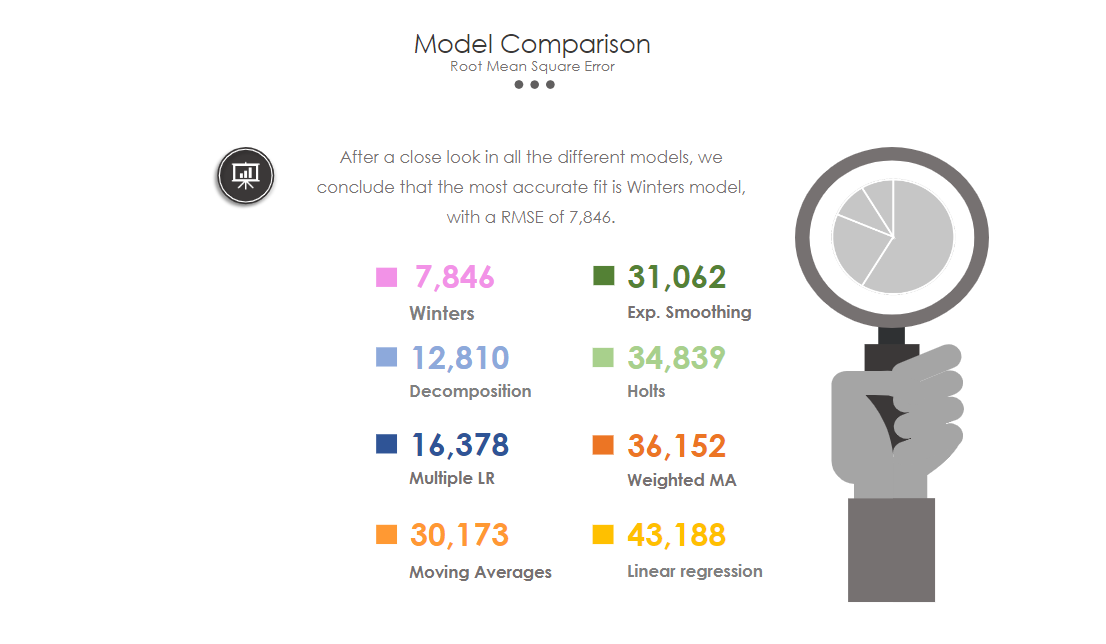 Model Comparison
Root Mean Square Error
After a close look in all the different models, we
conclude that the most accurate fit is Winters model,
with a RMSE of 7,846.
7,846
Winters
12,810
Decomposition
16,378
Multiple LR
30,173
Moving Averages
31,062
Exp. Smoothing
34,839
Holts
36,152
Weighted MA
43,188
Linear regression